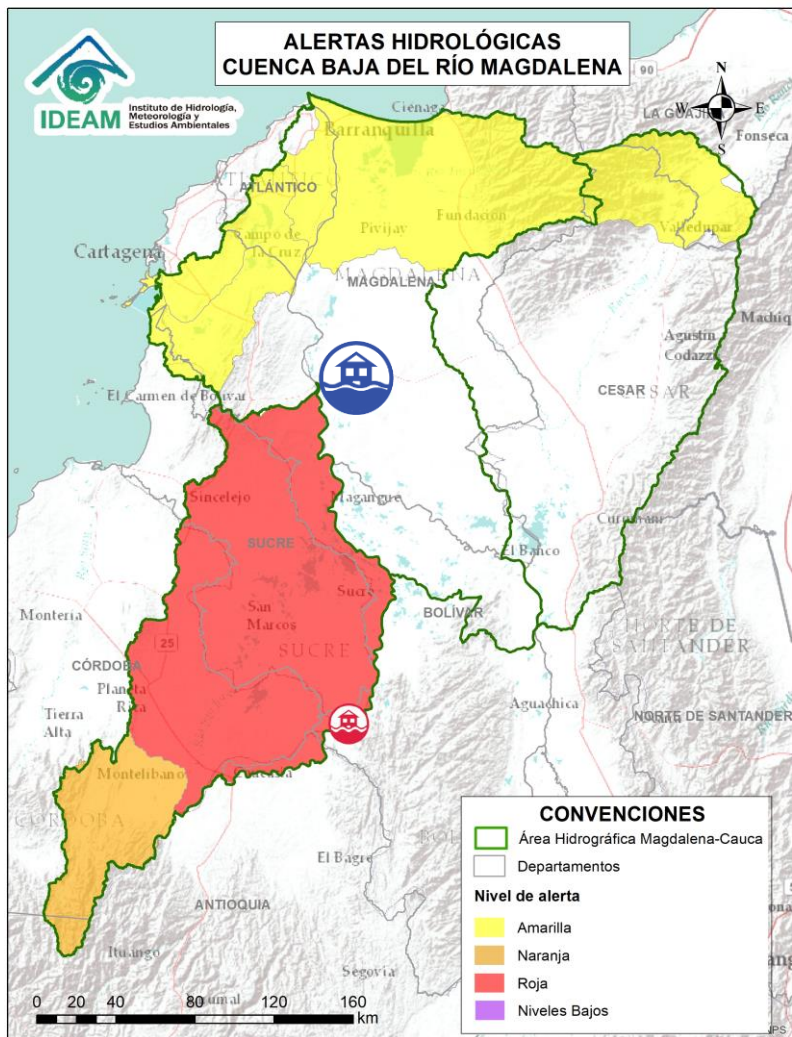 ALERTAS HIDROLÓGICAS
CUENCA BAJA DEL RÍO MAGDALENA
IDEAM
Instituto de Hidrología,
Meteorología y
Estudios Ambientales
90
N
W
E
S
Ciénaga
LA GUAJIRA
Fonseca
Barranquilla
ATLÁNTICO
Cartagena
Campo de
la Cruz
Pivijay
Fundación
Valledupar
MAGDALENA
MAGDALENA
Machiq
Agustín
Codazzi
El Carmen de Bolívar
CESAR
CESAR
Sincelejo
Magangué
Curumaní
SUCRE
El Banco
Sucre
BOLÍVAR
San
Marcos
Montería
NORTE DE
SANTANDER
SUCRE
25
CÓRDOBA
Planeta
Rica
Aguachica
NORTE DE SANTANDER
Tierra
Alta
Montelíbano
CÓRDOBA
El Bagre
ANTIOQUIA
Ituango
Segovia
0 20 40 80 120 160
km
CONVENCIONES
Área Hidrográfica Magdalena-Cauca
Departamentos
Nivel de alerta
Amarilla
Naranja
Roja
Niveles Bajos